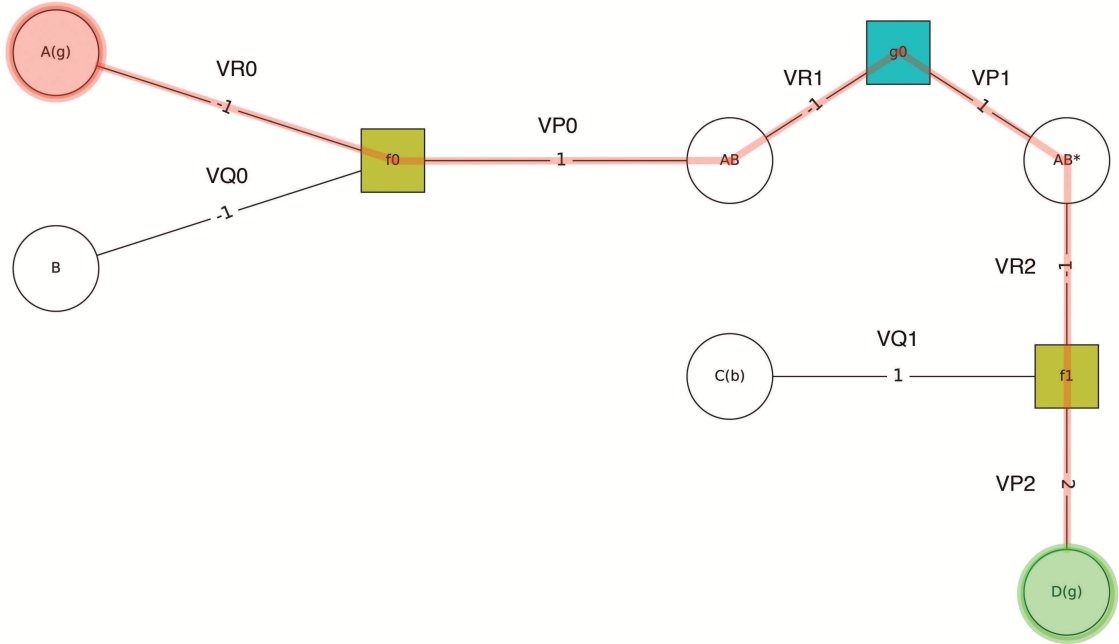 A(g)
VR0
-1
VQ0
-1
B
f0
VP0
1
AB
VR1
-1
g0
VP1
1
AB*
VR2
-1
C(b)
VQ1
1
f1
VP2
2
D(g)